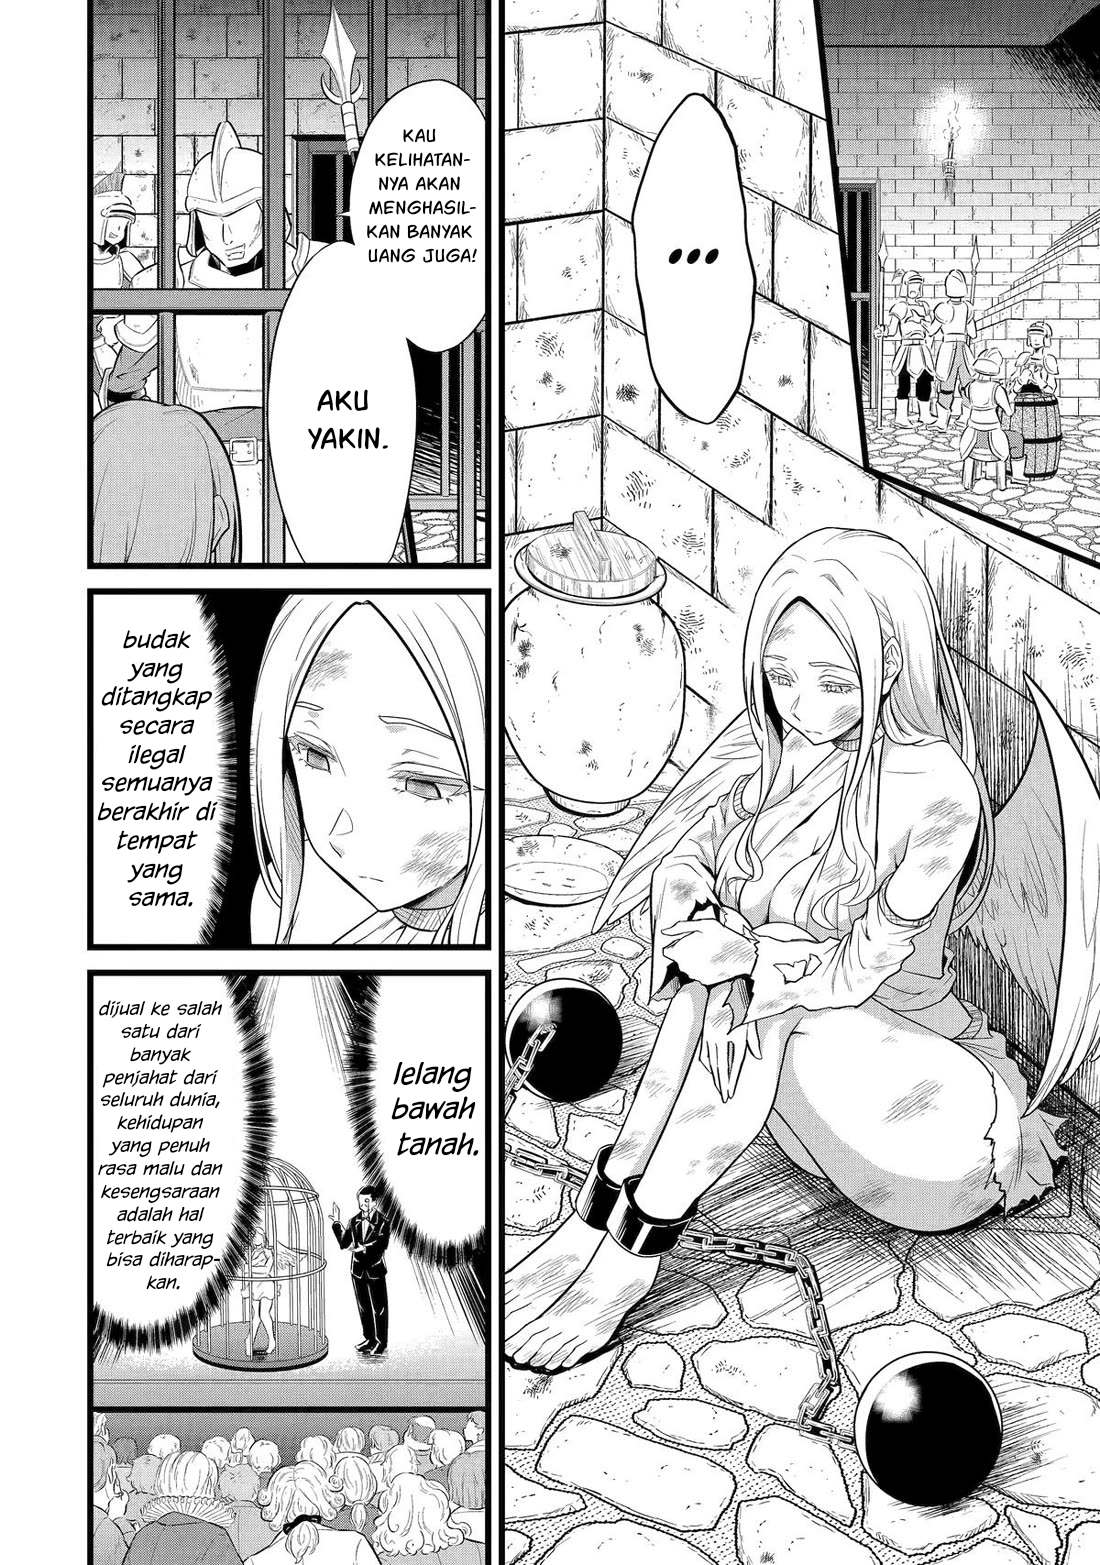 ...
KAU
KELIHATAN-
NYA AKAN
MENGHASIL-
KAN BANYAK
UANG JUGA!
AKU
YAKIN.
budak
yang
ditangkap
secara
ilegal
semuanya
berakhir di
tempat
yang
sama.
lelang
bawah
tanah.
dijual ke salah
satu dari
banyak
penjahat dari
seluruh dunia,
kehidupan
yang penuh
rasa malu dan
kesengsaraan
adalah hal
terbaik yang
bisa diharap-
kan.